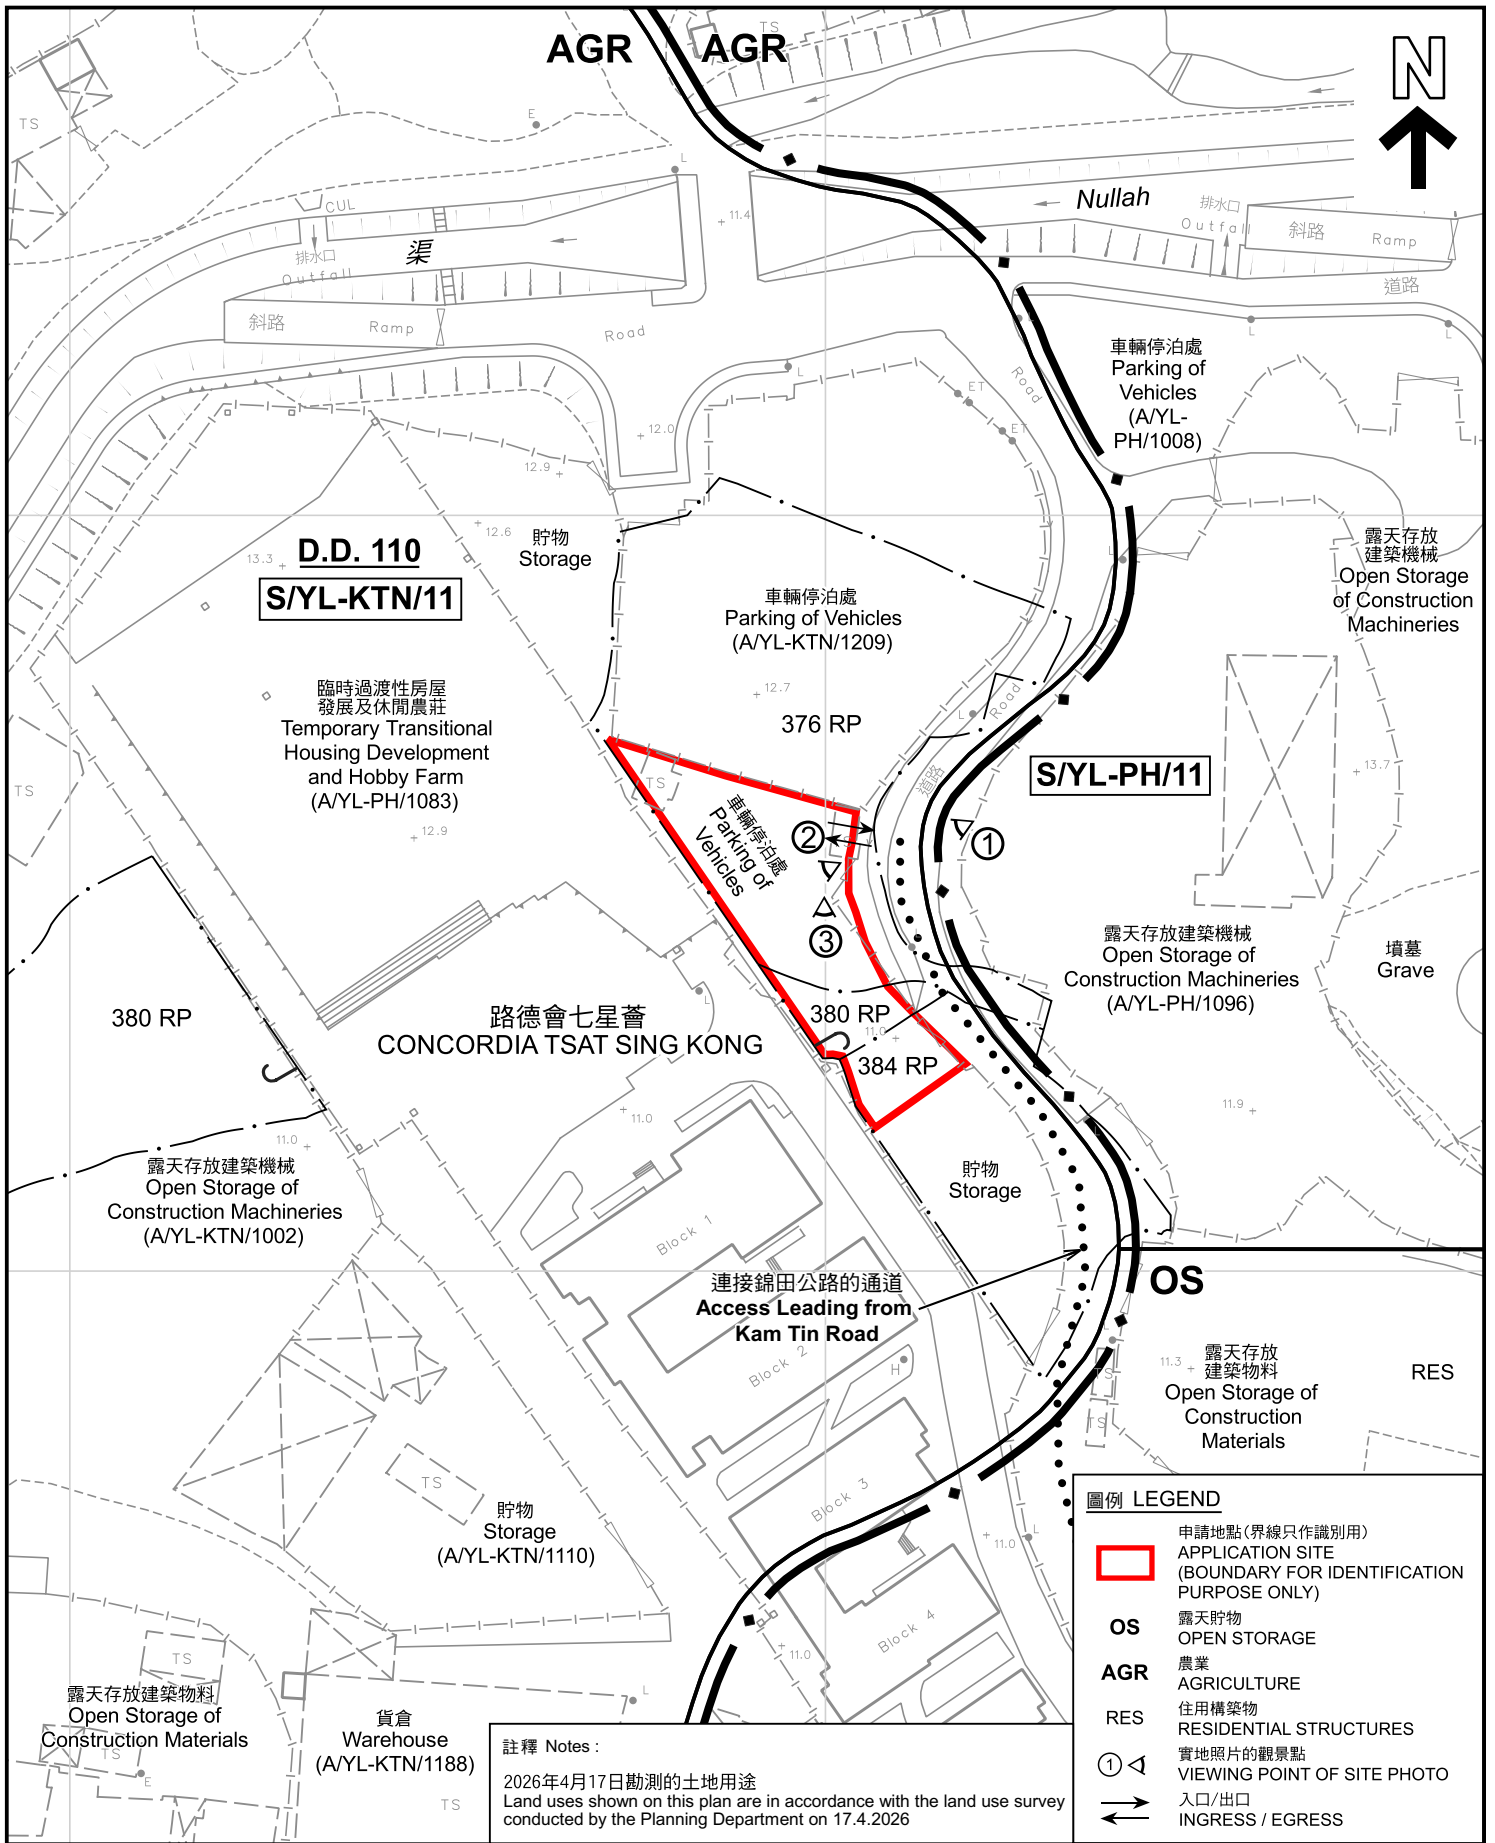 AGR
AGR
N
TS
TS
E
L
CUL
排水口
Outfall
渠
11.4
Nullah
排水口
Outfall
斜路
Ramp
道路
斜路
Ramp
Road
L
L
L
L
車輛停泊處
Parking of
Vehicles
(A/YL-
PH/1008)
Road
ET
ET
12.0
12.9
12.6
13.3
D.D. 110
S/YL-KTN/11
貯物
Storage
L
露天存放
建築機械
Open Storage
of Construction
Machineries
車輛停泊處
Parking of Vehicles
(A/YL-KTN/1209)
12.7
376 RP
L
Road
道路
臨時過渡性房屋
發展及休閒農莊
Temporary Transitional
Housing Development
and Hobby Farm
(A/YL-PH/1083)
12.9
TS
S/YL-PH/11
13.7
TS
車輛停泊處
Parking of
Vehicles
2
1
3
露天存放建築機械
Open Storage of
Construction Machineries
(A/YL-PH/1096)
墳墓
Grave
380 RP
L
L
路德會七星薈
CONCORDIA TSAT SING KONG
380 RP
11.0
384 RP
11.9
11.0
11.0
L
露天存放建築機械
Open Storage of
Construction Machineries
(A/YL-KTN/1002)
貯物
Storage
Block 1
連接錦田公路的通道
Access Leading from
Kam Tin Road
OS
Block 2
H
L
11.3
TS
TS
露天存放
建築物料
Open Storage of
Construction
Materials
RES
TS
貯物
Storage
(A/YL-KTN/1110)
Block 3
11.0
L
Block 4
11.0
TS
露天存放建築物料
Open Storage of
Construction Materials
TS
E
貨倉
Warehouse
(A/YL-KTN/1188)
L
TS
註釋 Notes :
2026年4月17日勘測的土地用途
Land uses shown on this plan are in accordance with the land use survey
conducted by the Planning Department on 17.4.2026
圖例 LEGEND
申請地點(界線只作識別用)
APPLICATION SITE
(BOUNDARY FOR IDENTIFICATION
PURPOSE ONLY)
OS
露天貯物
OPEN STORAGE
AGR
農業
AGRICULTURE
RES
住用構築物
RESIDENTIAL STRUCTURES
1
實地照片的觀景點
VIEWING POINT OF SITE PHOTO
入口/出口
INGRESS / EGRESS